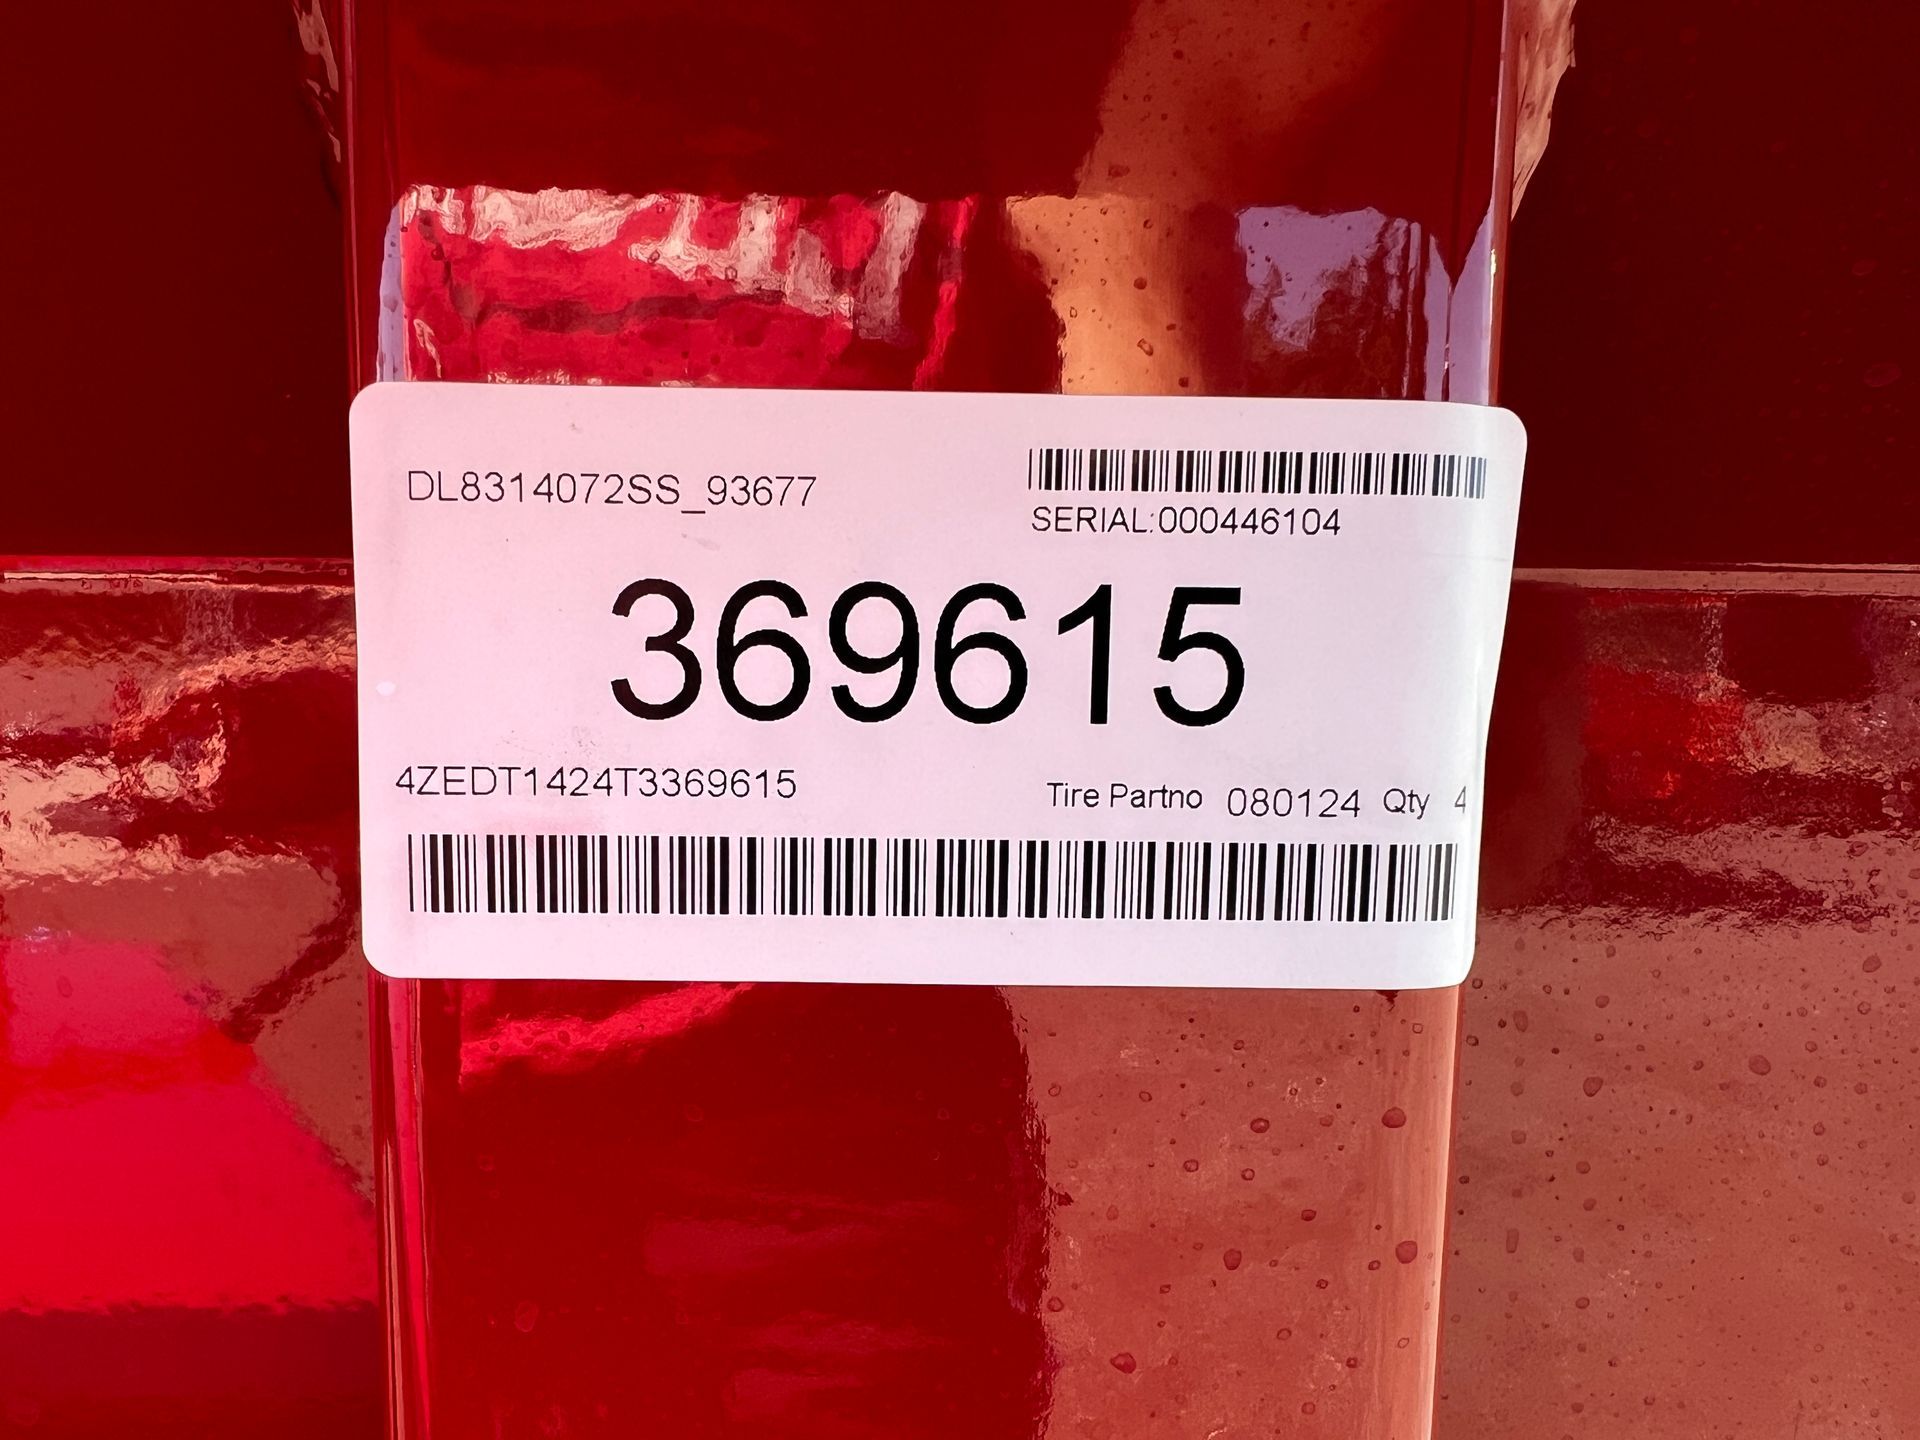 DL8314072SS_93677
SERIAL:000446104
369615
4ZEDT1424T3369615
Tire Partno 080124 Qty 4